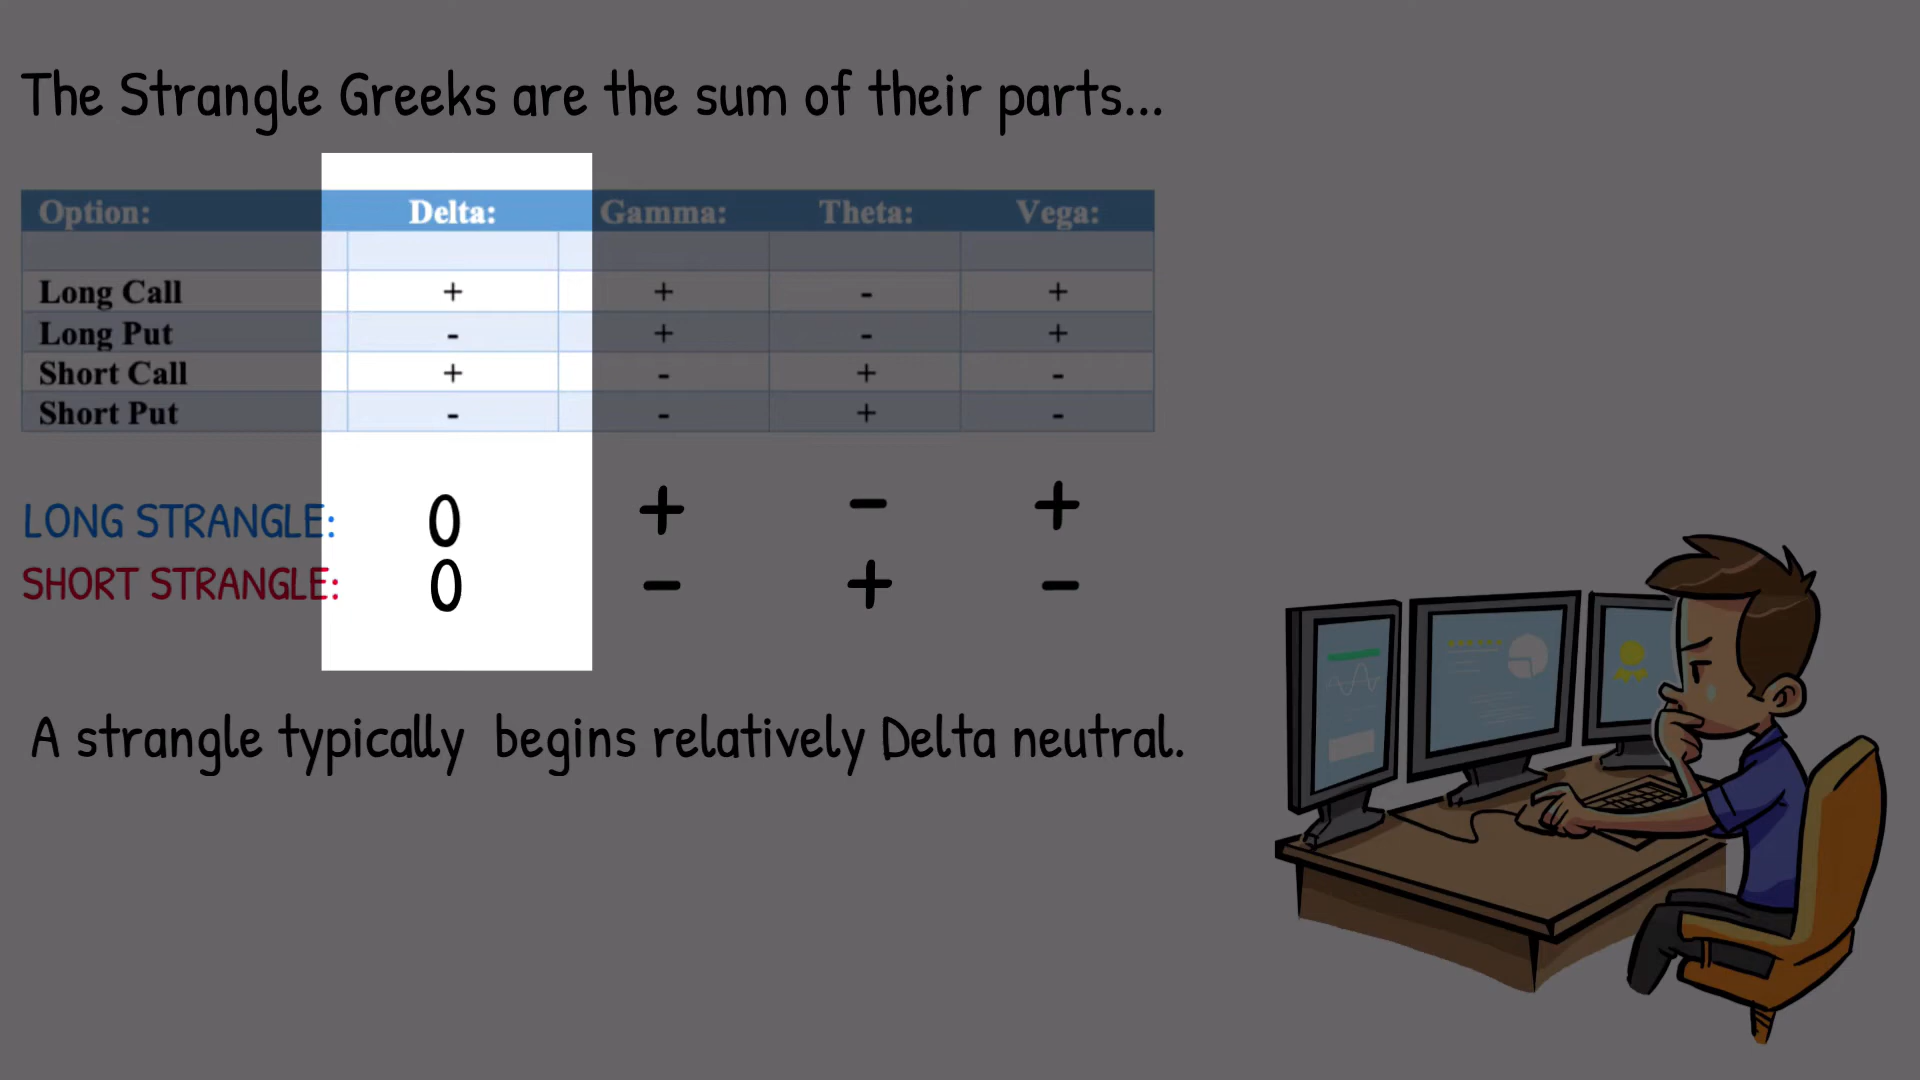 The Strangle Greeks are the sum of their parts...
Option: Delta: Gamma: Theta: Vega:
Long Call + + - +
Long Put - + - +
Short Call + - + -
Short Put - - + -
LONG STRANGLE: 0 + - +
SHORT STRANGLE: 0 - + -
A strangle typically begins relatively Delta neutral.